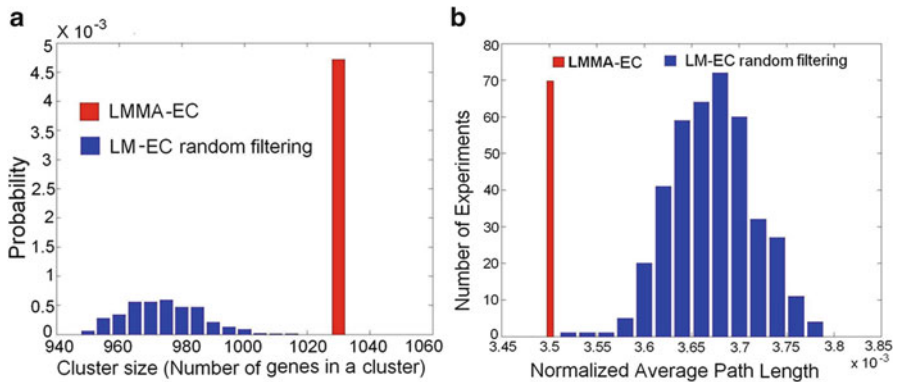 a
X 10⁻³
5
4.5
4
3.5
3
2.5
2
1.5
1
0.5
0
Probability
LMMA-EC
LM-EC random filtering
940 960 980 1000 1020 1040 1060
Cluster size (Number of genes in a cluster)
b
80
70
60
50
40
30
20
10
0
Number of Experiments
LMMA-EC LM-EC random filtering
3.45 3.5 3.55 3.6 3.65 3.7 3.75 3.8 3.85
x 10⁻³
Normalized Average Path Length